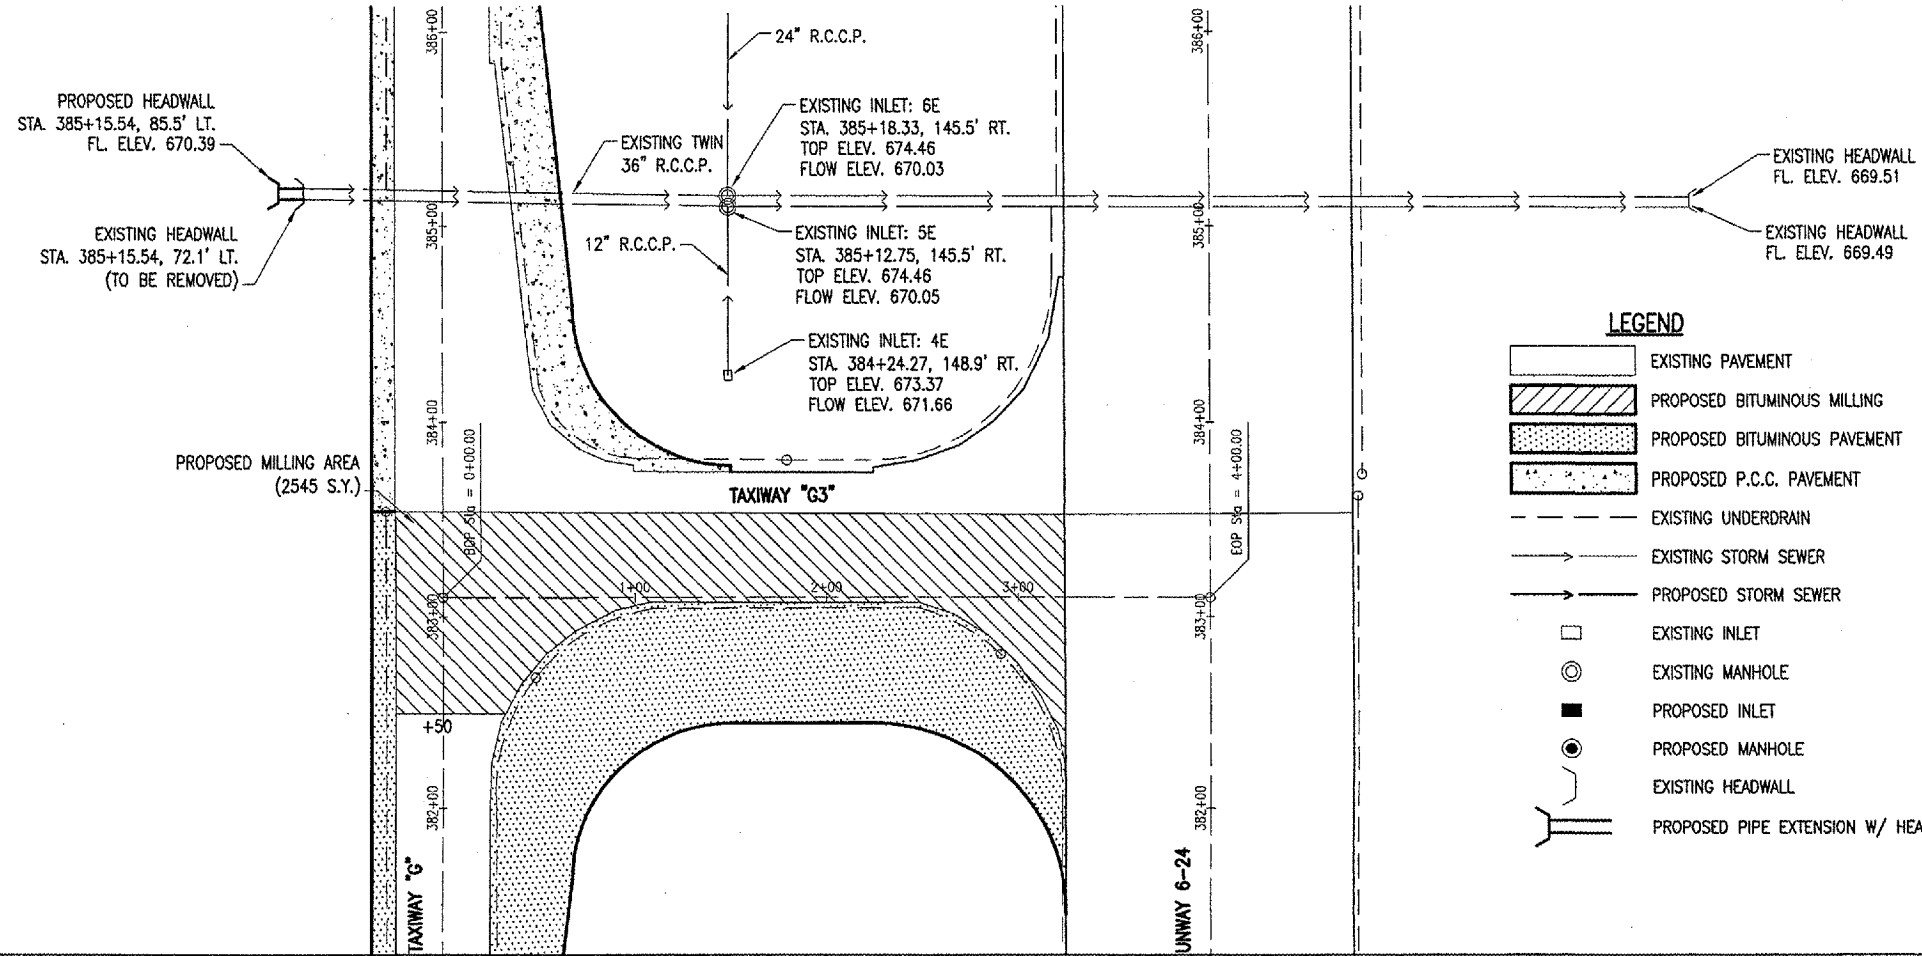 386+00
386+00
24" R.C.C.P.
PROPOSED HEADWALL
STA. 385+15.54, 85.5' LT.
FL. ELEV. 670.39
EXISTING TWIN
36" R.C.C.P.
EXISTING INLET: 6E
STA. 385+18.33, 145.5' RT.
TOP ELEV. 674.46
FLOW ELEV. 670.03
EXISTING HEADWALL
FL. ELEV. 669.51
EXISTING HEADWALL
STA. 385+15.54, 72.1' LT.
(TO BE REMOVED)
385+00
12" R.C.C.P.
EXISTING INLET: 5E
STA. 385+12.75, 145.5' RT.
TOP ELEV. 674.46
FLOW ELEV. 670.05
385+00
EXISTING HEADWALL
FL. ELEV. 669.49
EXISTING INLET: 4E
STA. 384+24.27, 148.9' RT.
TOP ELEV. 673.37
FLOW ELEV. 671.66
384+00
384+00
PROPOSED MILLING AREA
(2545 S.Y.)
BOP Sta = 0+00.00
TAXIWAY "G3"
EOP Sta = 4+00.00
1+00
2+00
3+00
383+00
383+00
+50
382+00
382+00
TAXIWAY "G"
UNWAY 6-24
LEGEND
EXISTING PAVEMENT
PROPOSED BITUMINOUS MILLING
PROPOSED BITUMINOUS PAVEMENT
PROPOSED P.C.C. PAVEMENT
EXISTING UNDERDRAIN
EXISTING STORM SEWER
PROPOSED STORM SEWER
EXISTING INLET
EXISTING MANHOLE
PROPOSED INLET
PROPOSED MANHOLE
EXISTING HEADWALL
PROPOSED PIPE EXTENSION W/ HEA